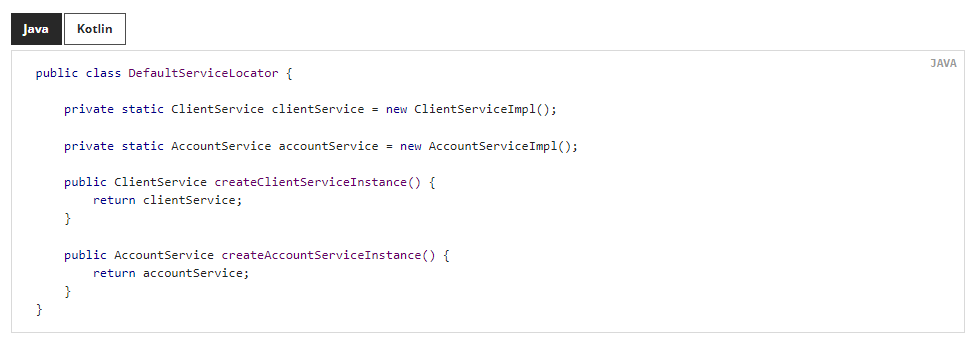 Java Kotlin
JAVA
public class DefaultServiceLocator {
private static ClientService clientService = new ClientServiceImpl();
private static AccountService accountService = new AccountServiceImpl();
public ClientService createClientServiceInstance() {
return clientService;
}
public AccountService createAccountServiceInstance() {
return accountService;
}
}